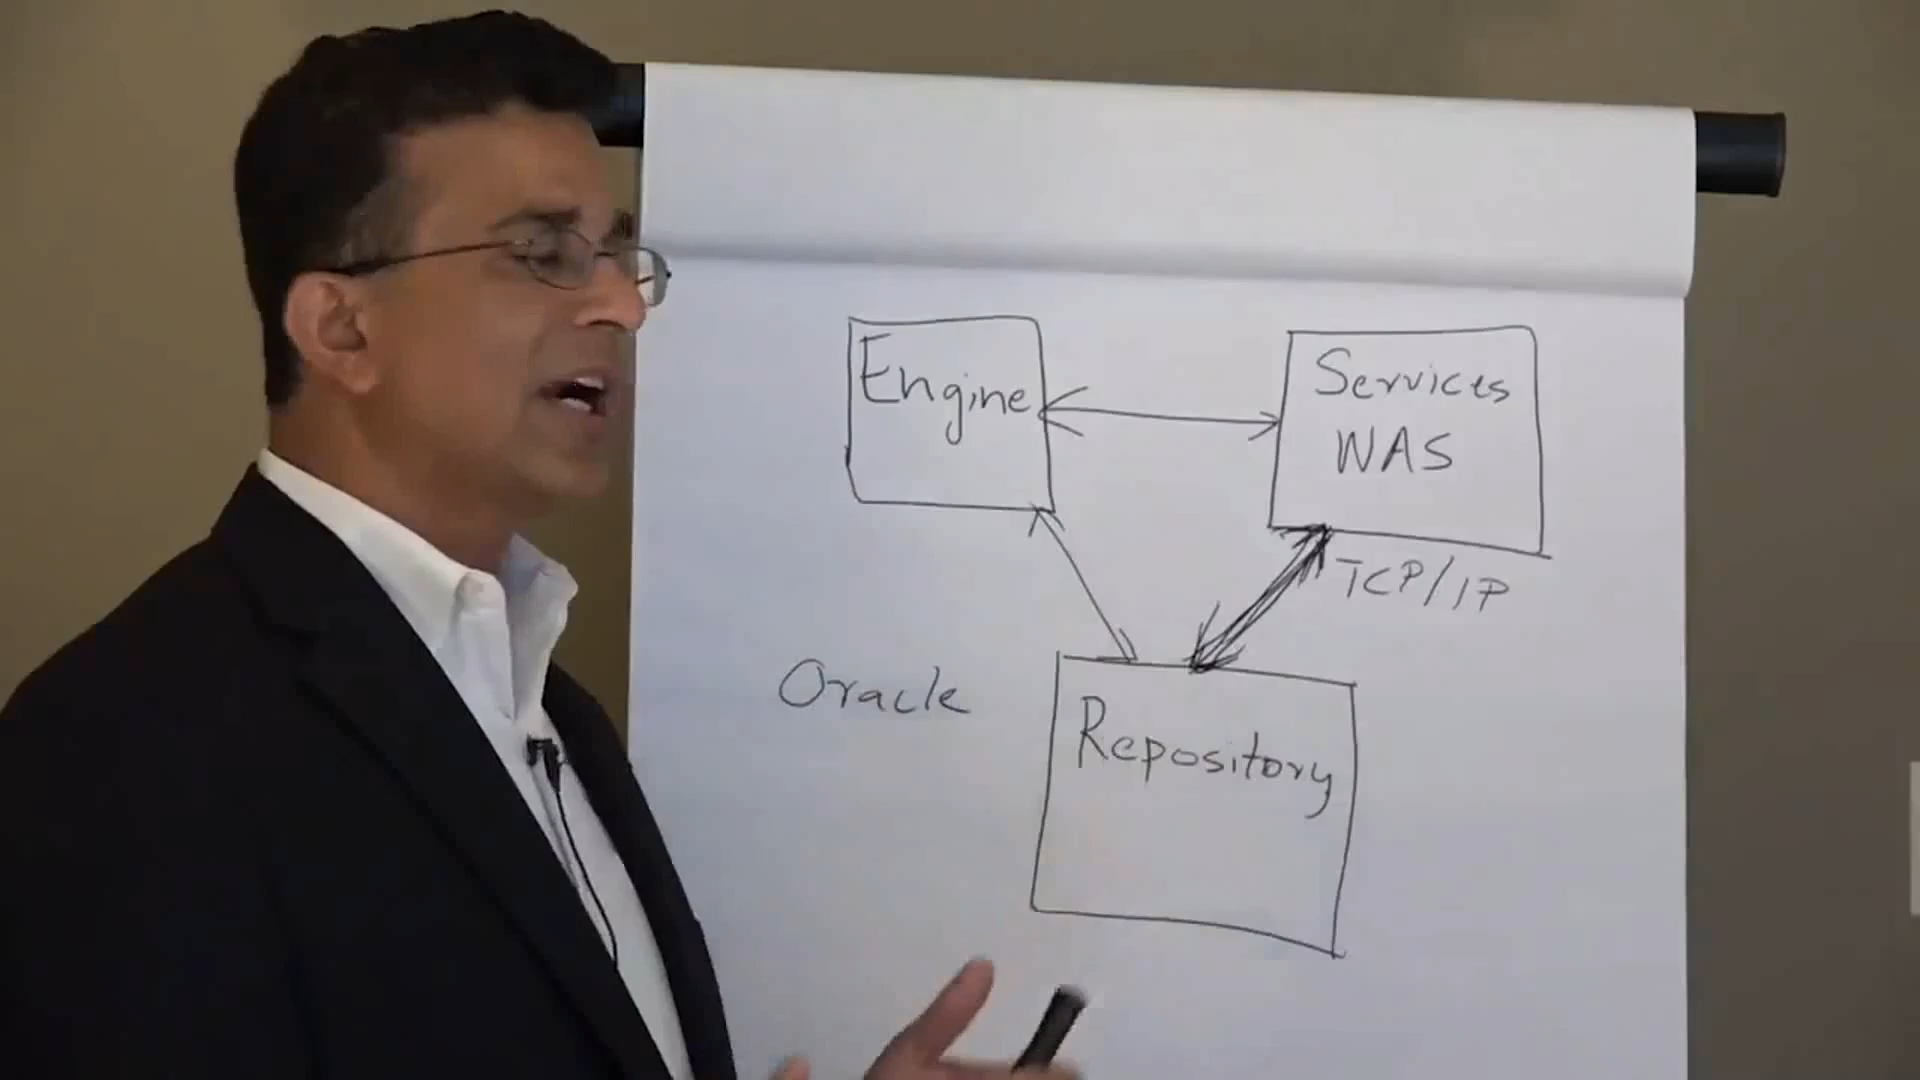 Engine
Services
WAS
TCP/IP
Oracle
Repository